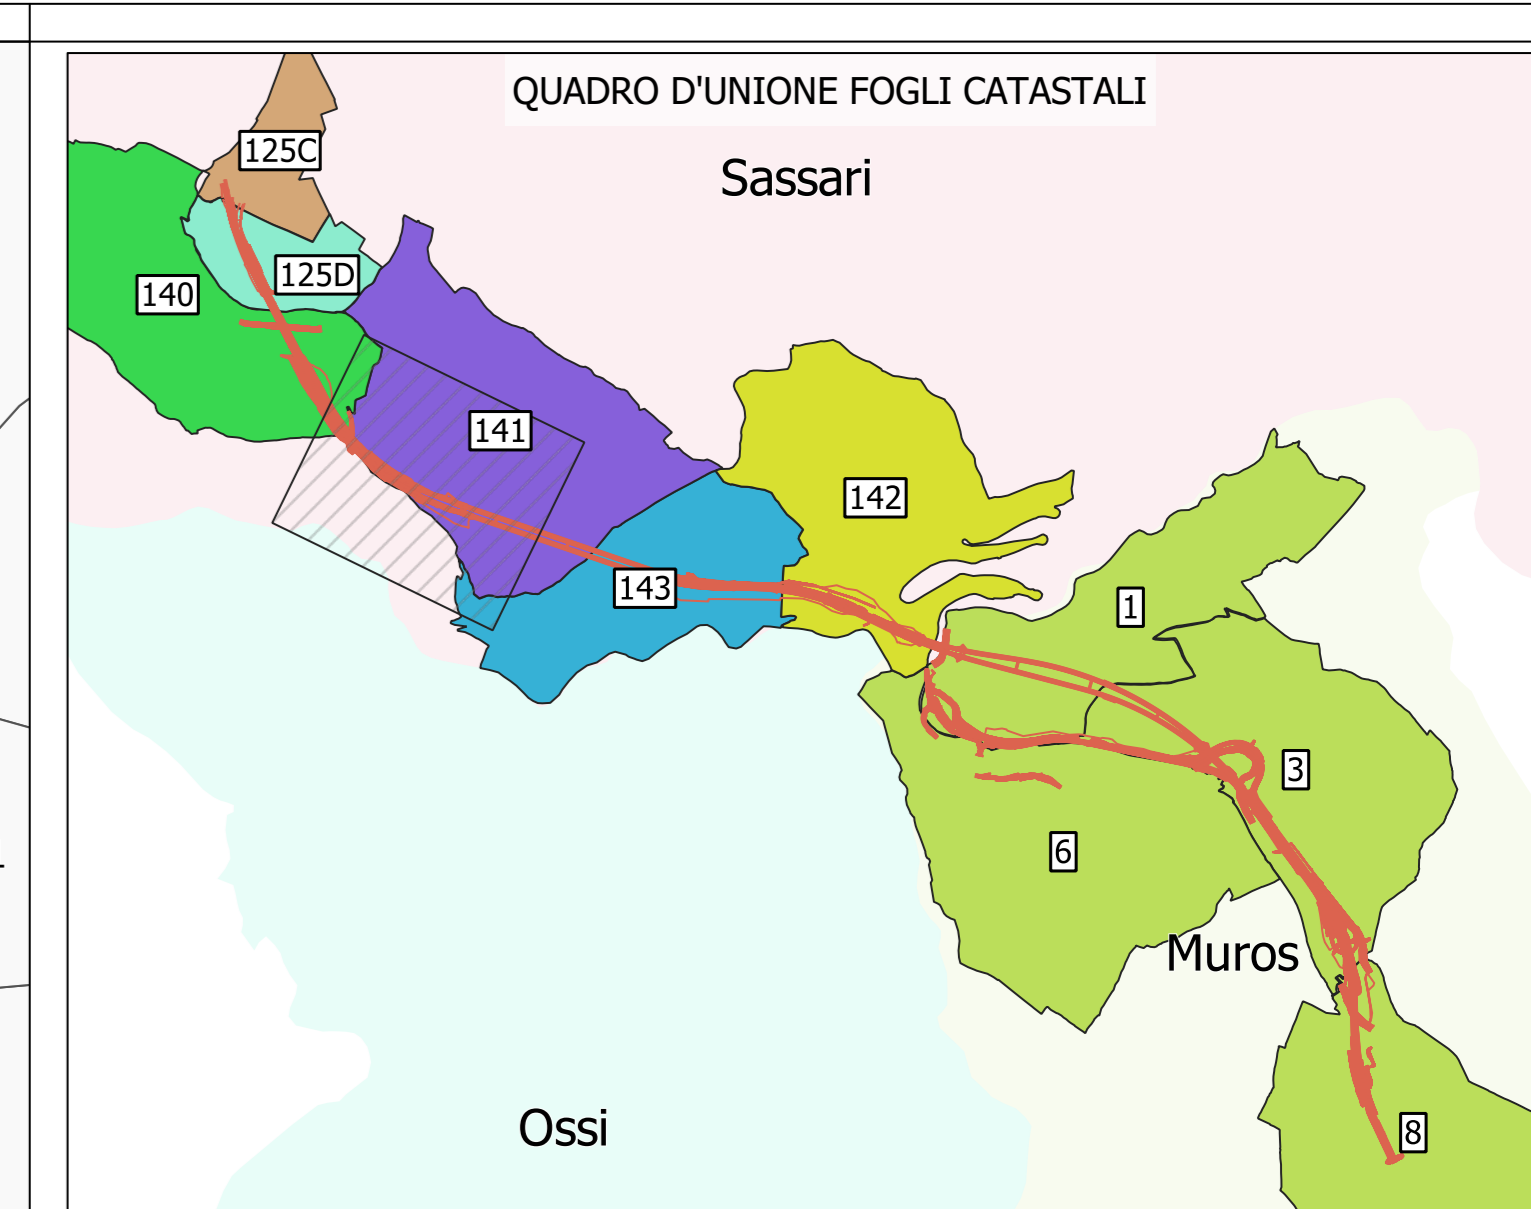 QUADRO D'UNIONE FOGLI CATASTALI
125C
Sassari
125D
140
141
142
143
1
3
6
Muros
Ossi
8